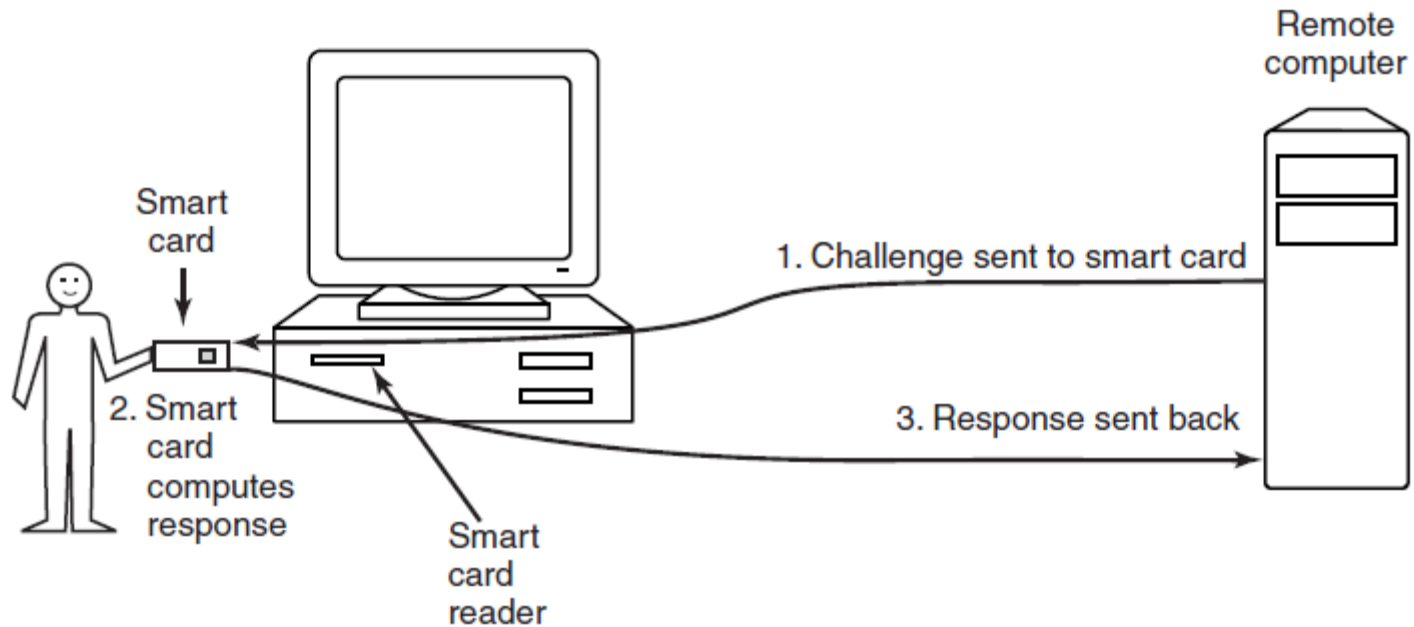 Remote
computer
Smart
card
1. Challenge sent to smart card
2. Smart
card
computes
response
3. Response sent back
Smart
card
reader